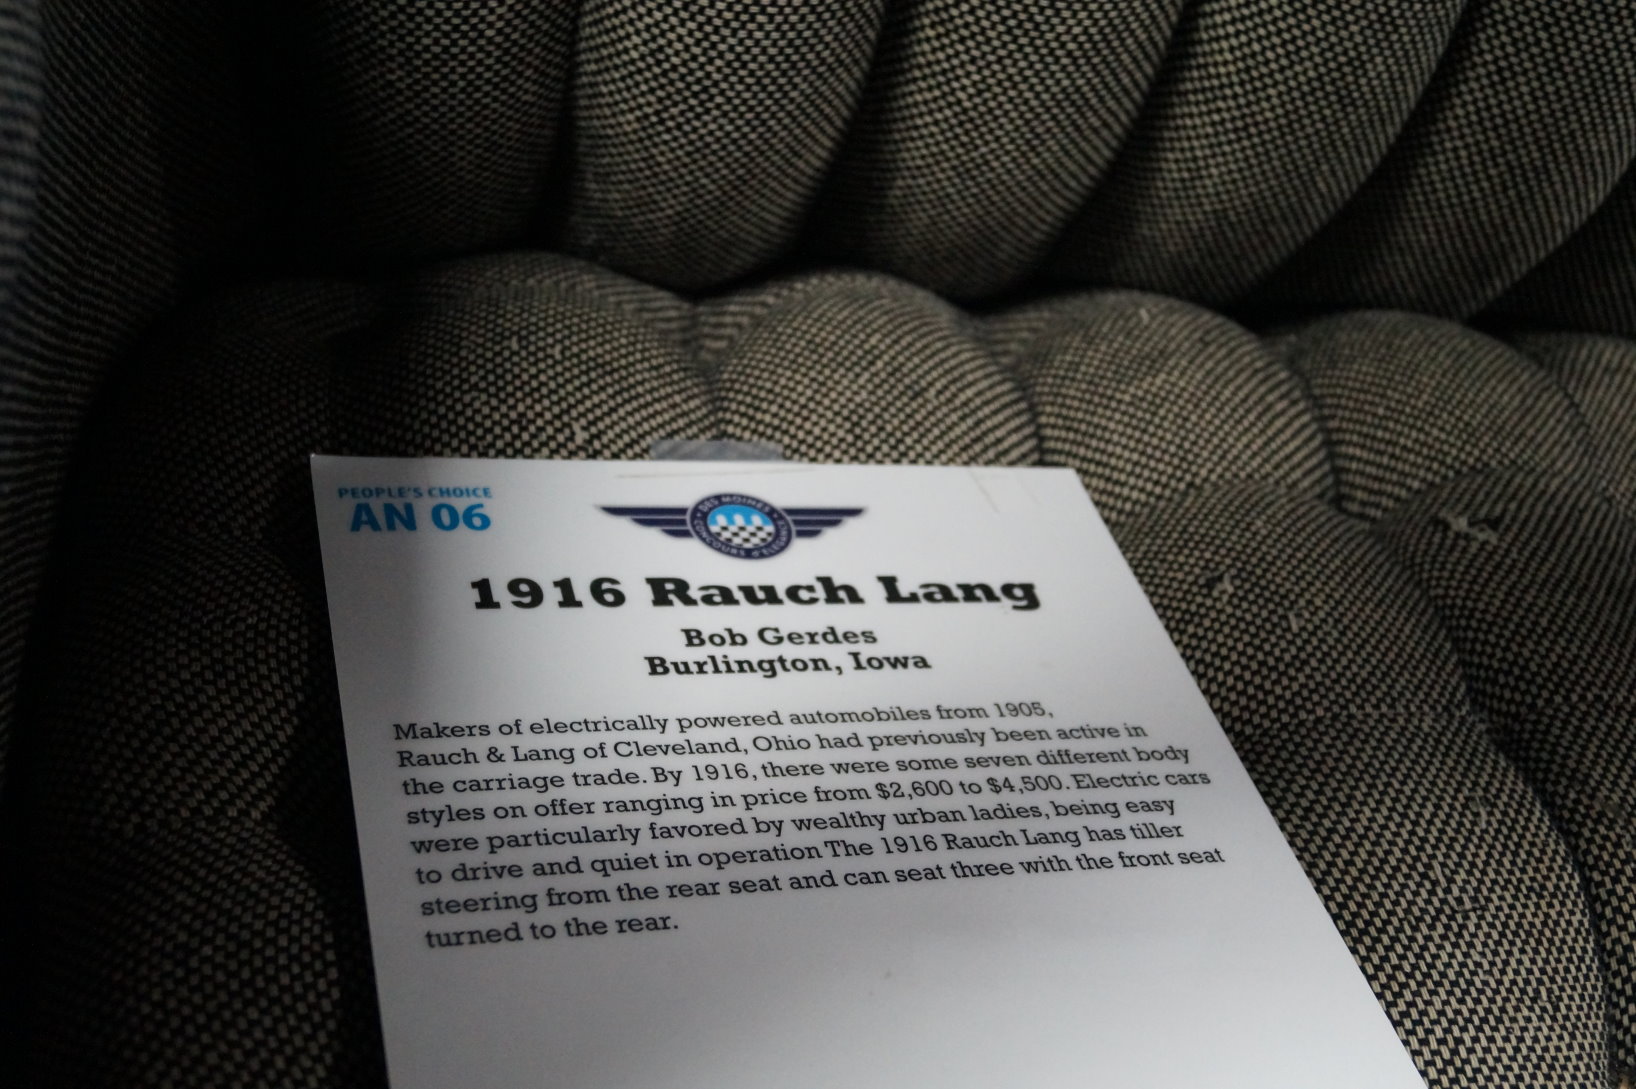 PEOPLE'S CHOICE
AN 06
DES MOINES
CONCOURS D'ELEGANCE
1916 Rauch Lang
Bob Gerdes
Burlington, Iowa
Makers of electrically powered automobiles from 1905,
Rauch & Lang of Cleveland, Ohio had previously been active in
the carriage trade. By 1916, there were some seven different body
styles on offer ranging in price from $2,600 to $4,500. Electric cars
were particularly favored by wealthy urban ladies, being easy
to drive and quiet in operation The 1916 Rauch Lang has tiller
steering from the rear seat and can seat three with the front seat
turned to the rear.